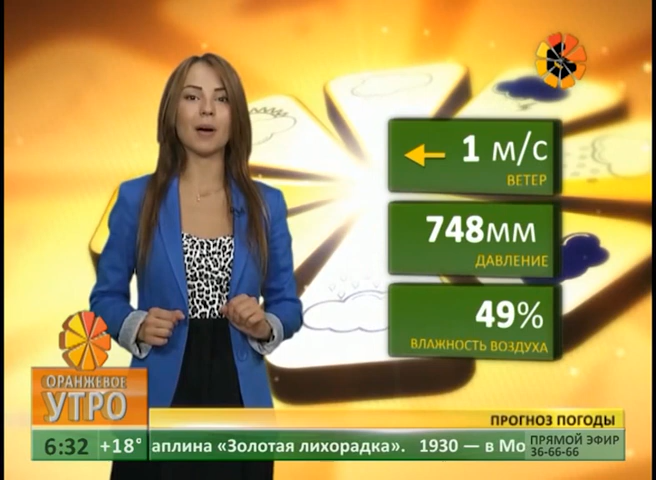 1 м/с
ВЕТЕР
748мм
ДАВЛЕНИЕ
49%
ВЛАЖНОСТЬ ВОЗДУХА
ОРАНЖЕВОЕ
УТРО
ПРОГНОЗ ПОГОДЫ
6:32 +18° аплина «Золотая лихорадка». 1930 — в Мо
ПРЯМОЙ ЭФИР
36-66-66